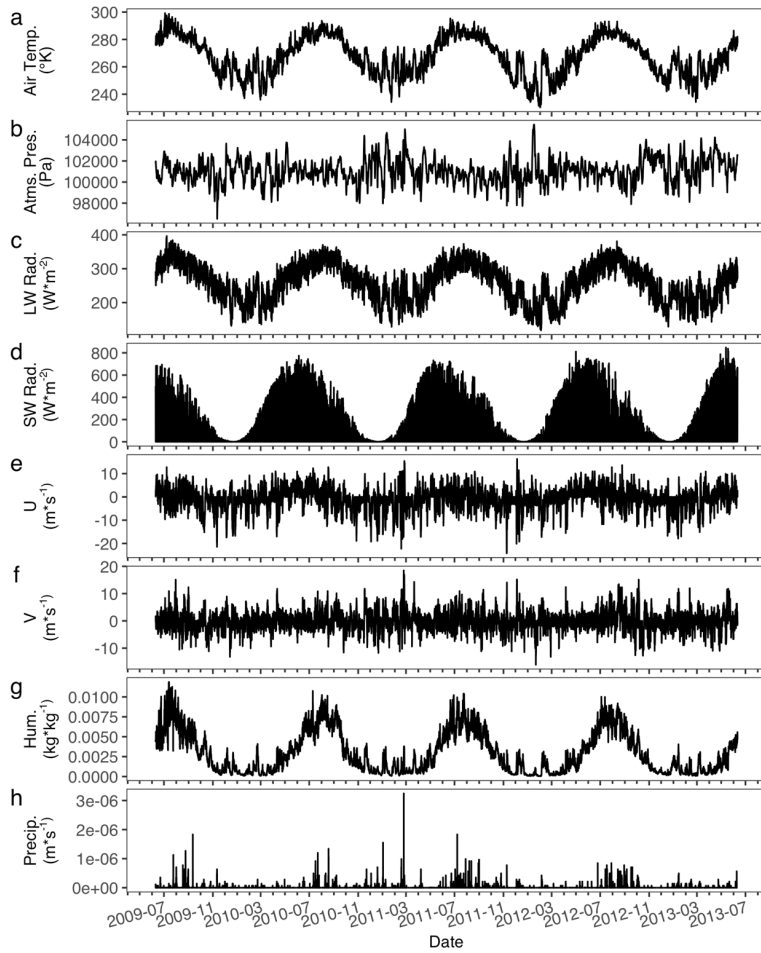 a
Air Temp.
(°K)
300
280
260
240
b
Atms. Pres.
(Pa)
104000
102000
100000
98000
c
LW Rad.
(W*m⁻²)
400
300
200
d
SW Rad.
(W*m⁻²)
800
600
400
200
0
e
U
(m*s⁻¹)
10
0
-10
-20
f
V
(m*s⁻¹)
20
10
0
-10
g
Hum.
(kg*kg⁻¹)
0.0100
0.0075
0.0050
0.0025
0.0000
h
Precip.
(m*s⁻¹)
3e-06
2e-06
1e-06
0e+00
2009-07 2009-11 2010-03 2010-07 2010-11 2011-03 2011-07 2011-11 2012-03 2012-07 2012-11 2013-03 2013-07
Date